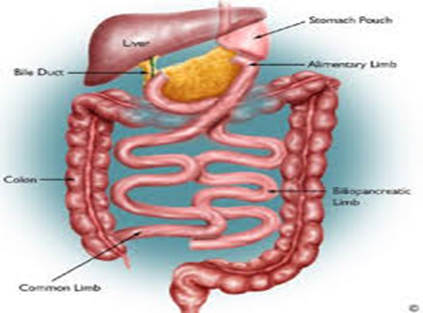 Stomach Pouch
Liver
Alimentary Limb
Bile Duct
Colon
Biliopancreatic
Limb
Common Limb
©